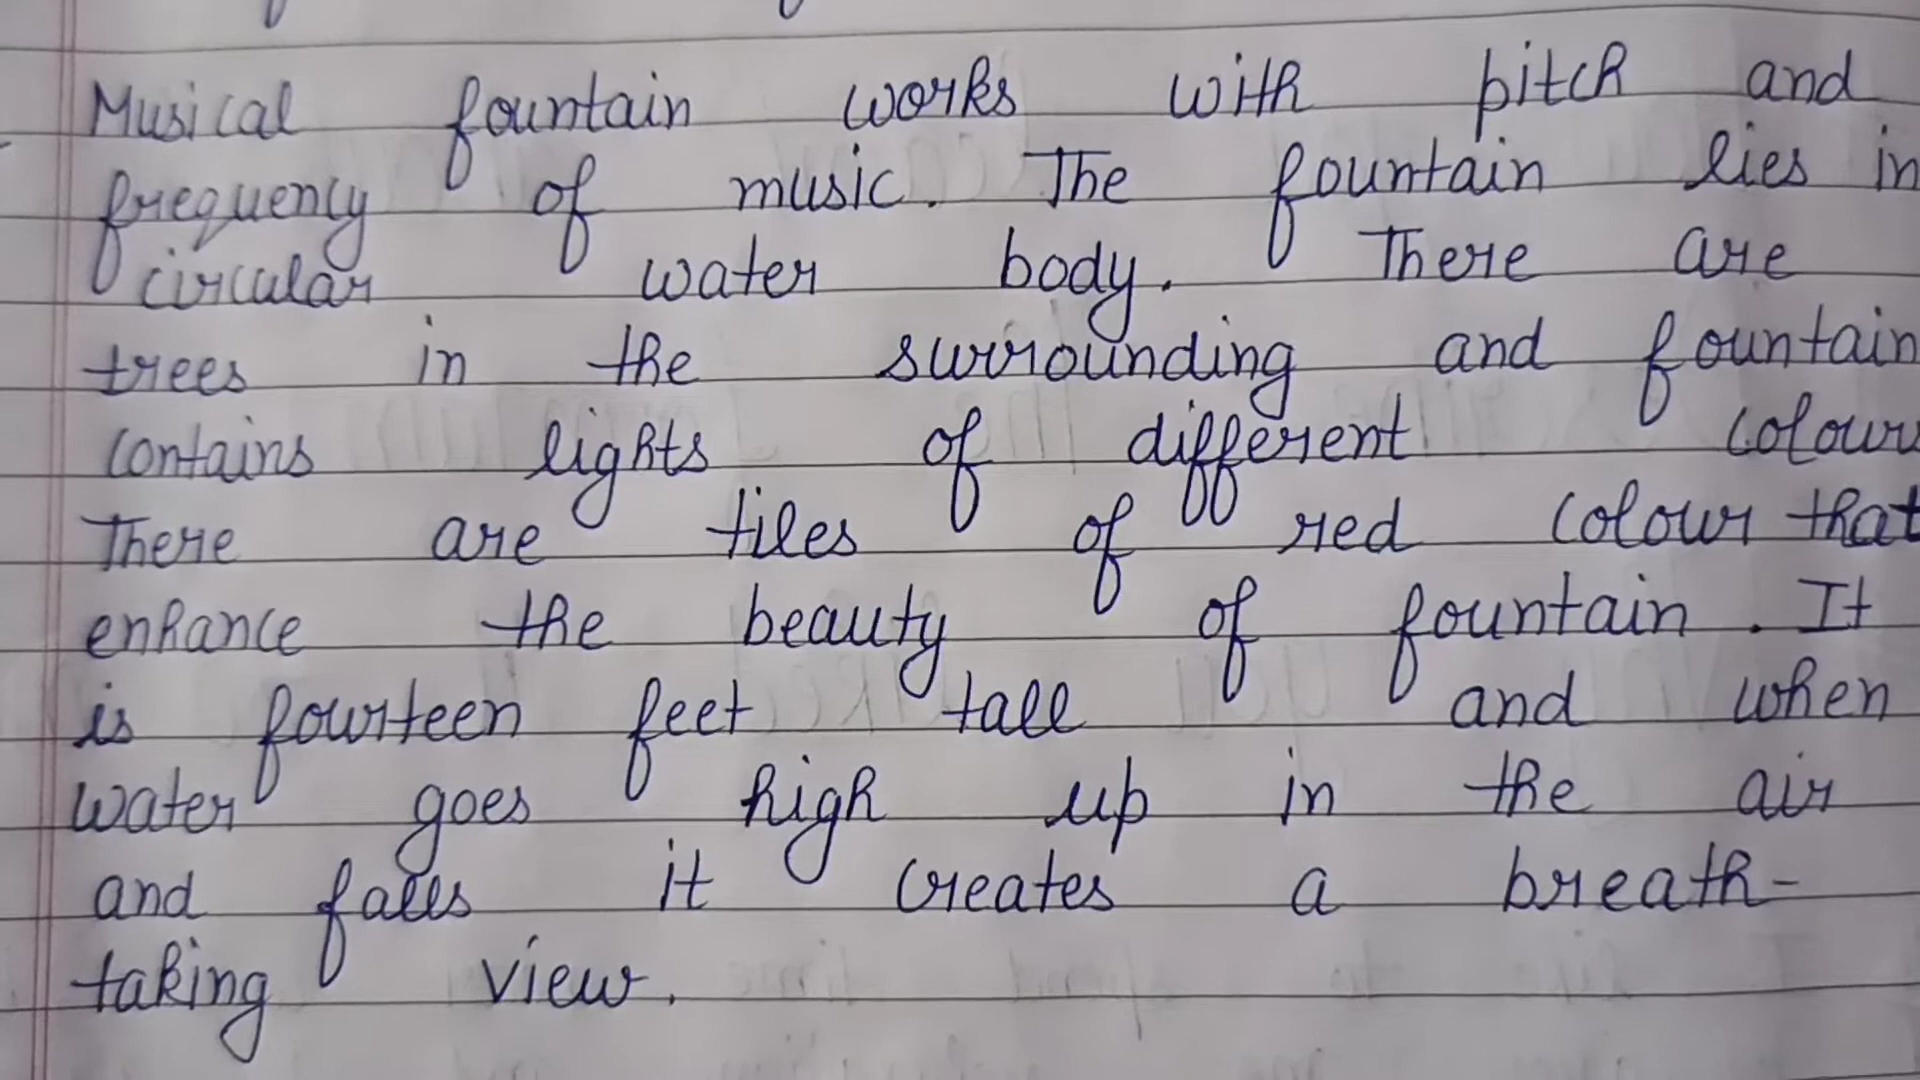 Musical fountain works with pitch and
frequency of music. The fountain lies in
circular water body. There are
trees in the surrounding and fountain
contains lights of different colour
There are tiles of red colour that
enhance the beauty of fountain. It
is fourteen feet tall and when
water goes high up in the air
and falls it creates a breath-
taking view.